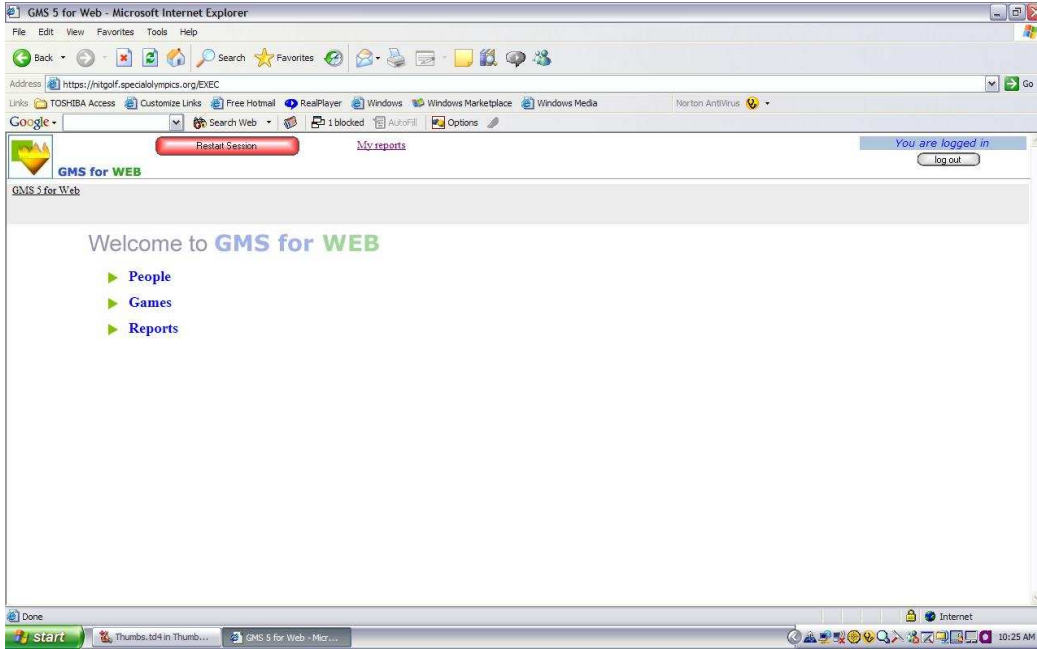 GMS 5 for Web - Microsoft Internet Explorer
File Edit View Favorites Tools Help
Back Search Favorites
Address https://nitgolf.specialolympics.org/EXEC Go
Links TOSHIBA Access Customize Links Free Hotmail RealPlayer Windows Windows Marketplace Windows Media Norton AntiVirus
Google Search Web 1 blocked AutoFill Options
Restart Session My reports You are logged in
log out
GMS for WEB
GMS 5 for Web
Welcome to GMS for WEB
People
Games
Reports
Done Internet
start Thumbs.td4 in Thumb... GMS 5 for Web - Micr... 10:25 AM